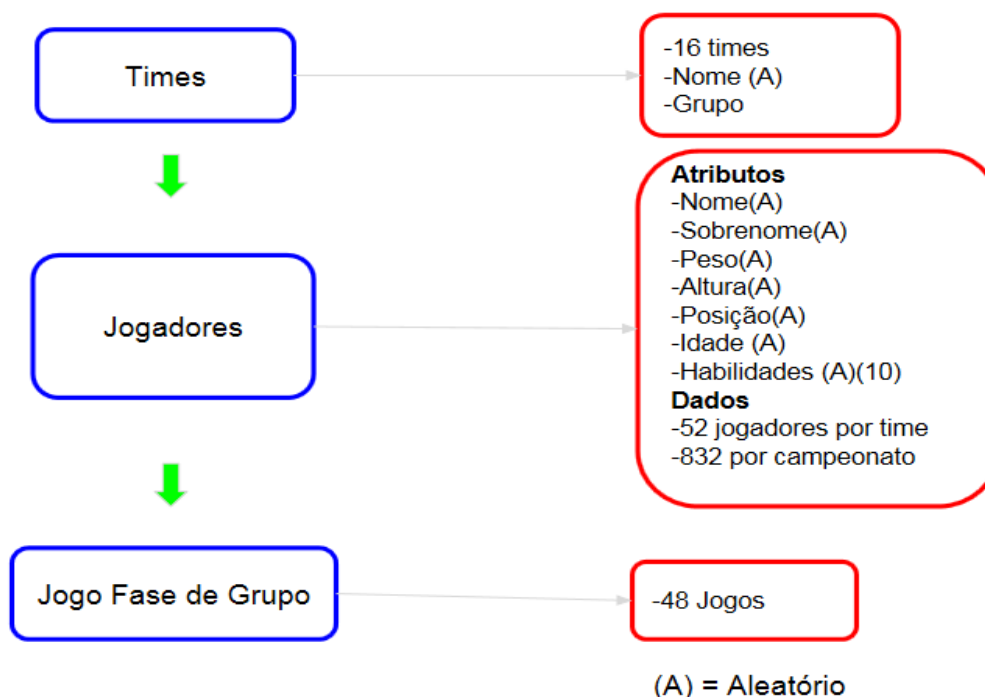 Times
-16 times
-Nome (A)
-Grupo
Jogadores
Atributos
-Nome(A)
-Sobrenome(A)
-Peso(A)
-Altura(A)
-Posição(A)
-Idade (A)
-Habilidades (A)(10)
Dados
-52 jogadores por time
-832 por campeonato
Jogo Fase de Grupo
-48 Jogos
(A) = Aleatório